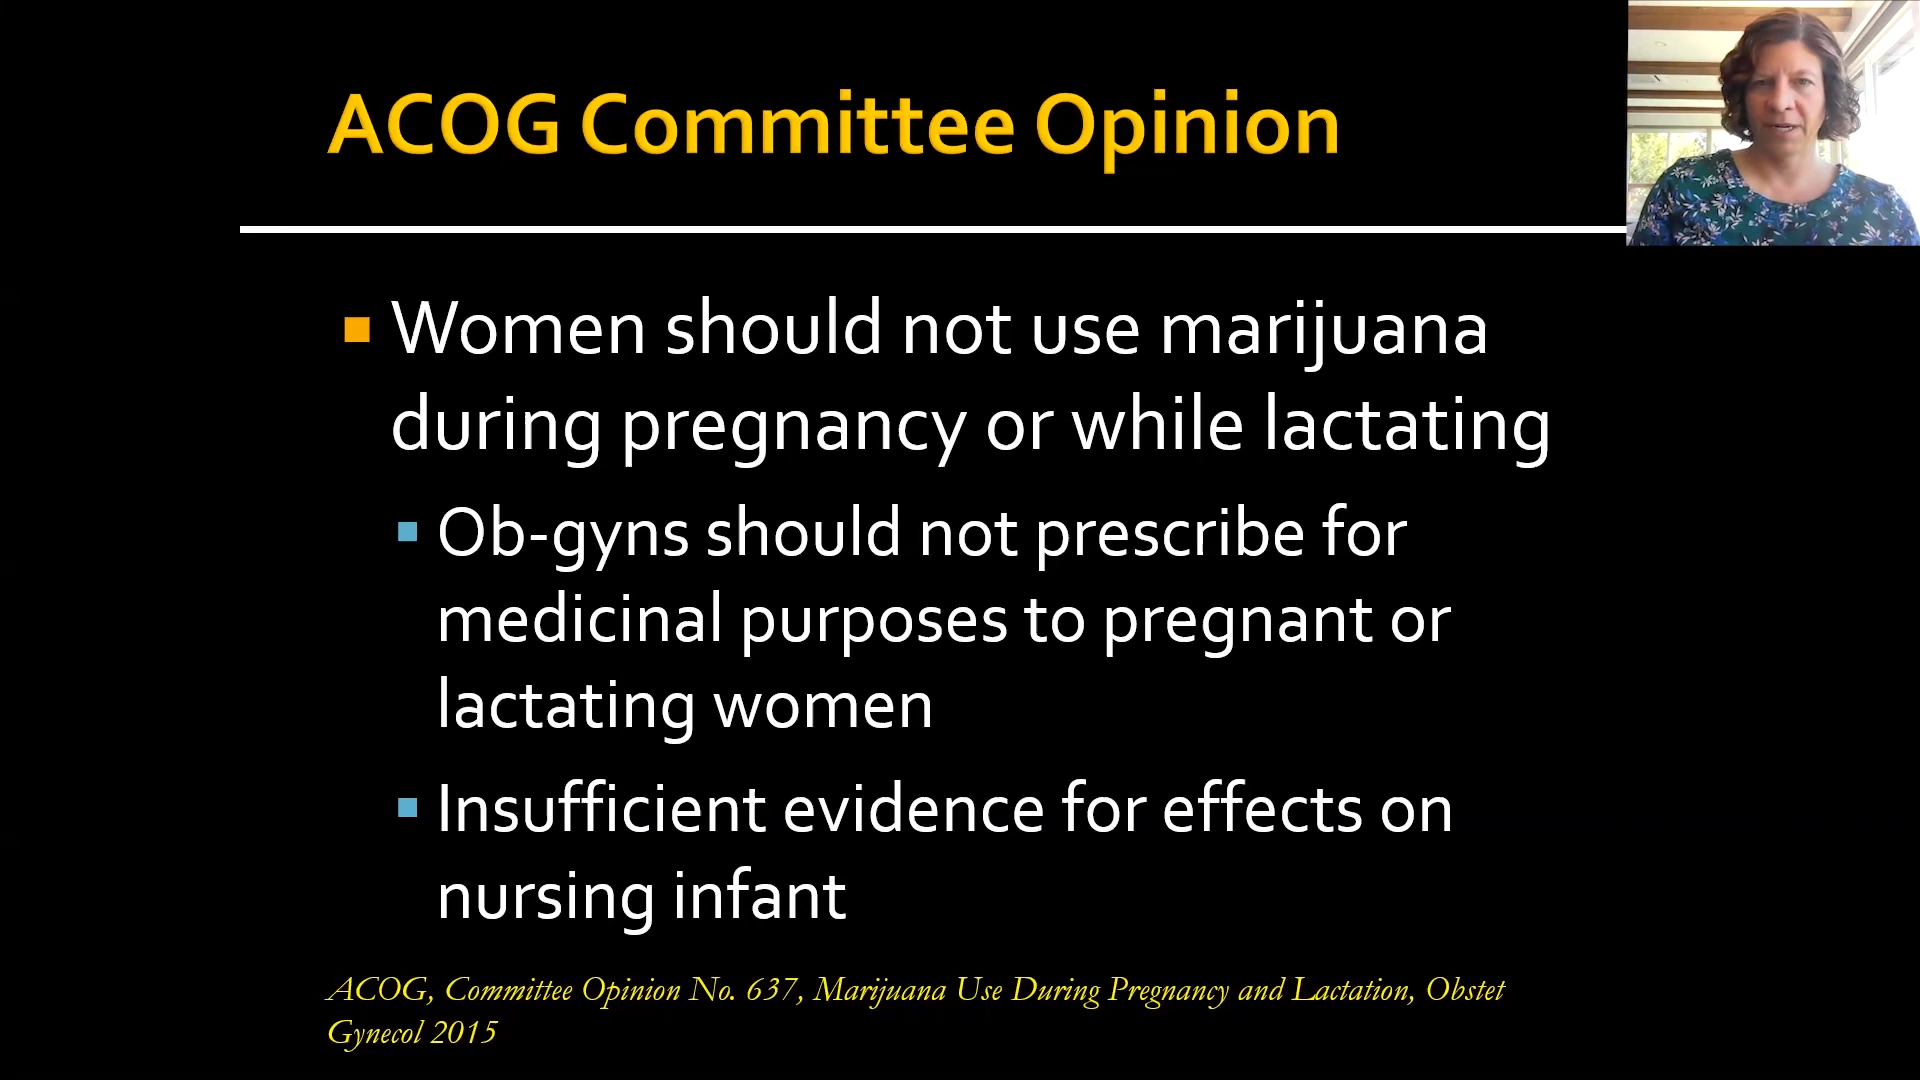 ACOG Committee Opinion
Women should not use marijuana
during pregnancy or while lactating
Ob-gyns should not prescribe for
medicinal purposes to pregnant or
lactating women
Insufficient evidence for effects on
nursing infant
ACOG, Committee Opinion No. 637, Marijuana Use During Pregnancy and Lactation, Obstet
Gynecol 2015